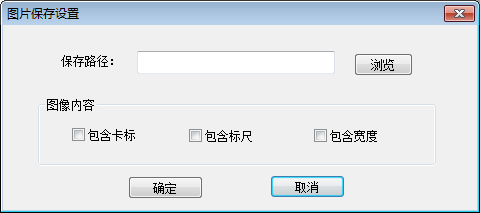 图片保存设置
保存路径： 浏览
图像内容
包含卡标 包含标尺 包含宽度
确定 取消